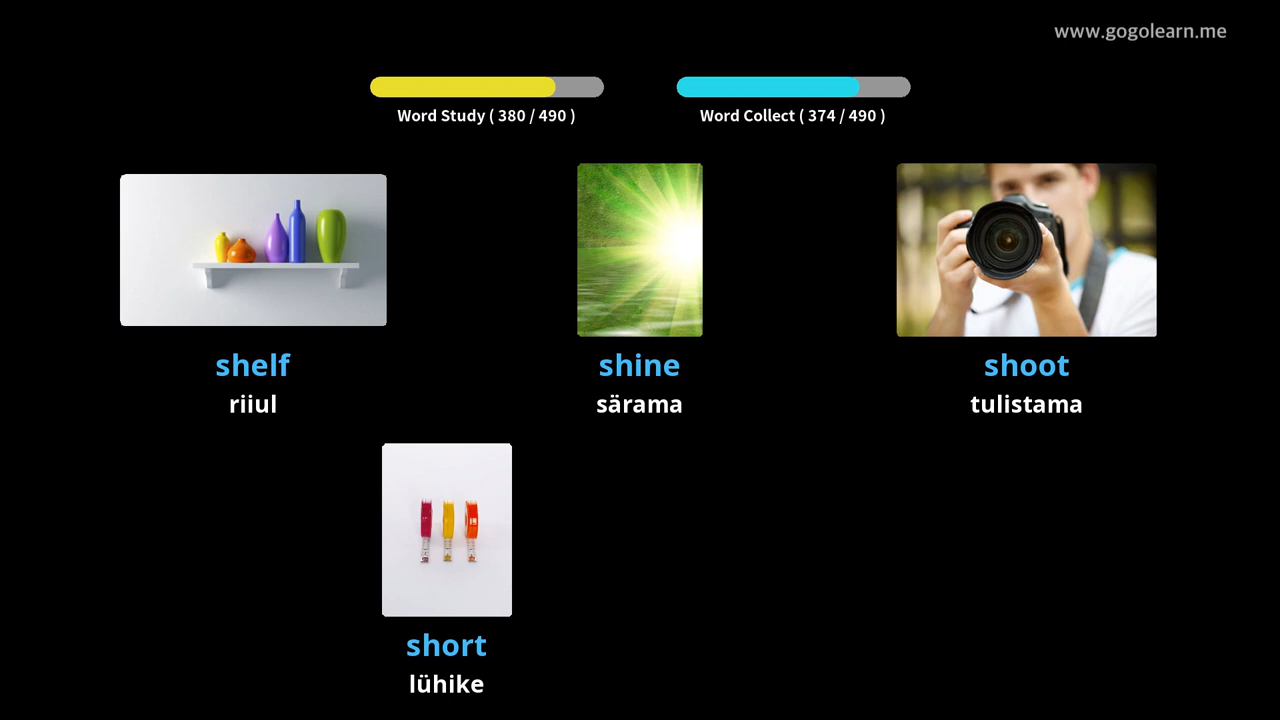 www.gogolearn.me
Word Study ( 380 / 490 )
Word Collect ( 374 / 490 )
shelf
riiul
shine
särama
shoot
tulistama
short
lühike